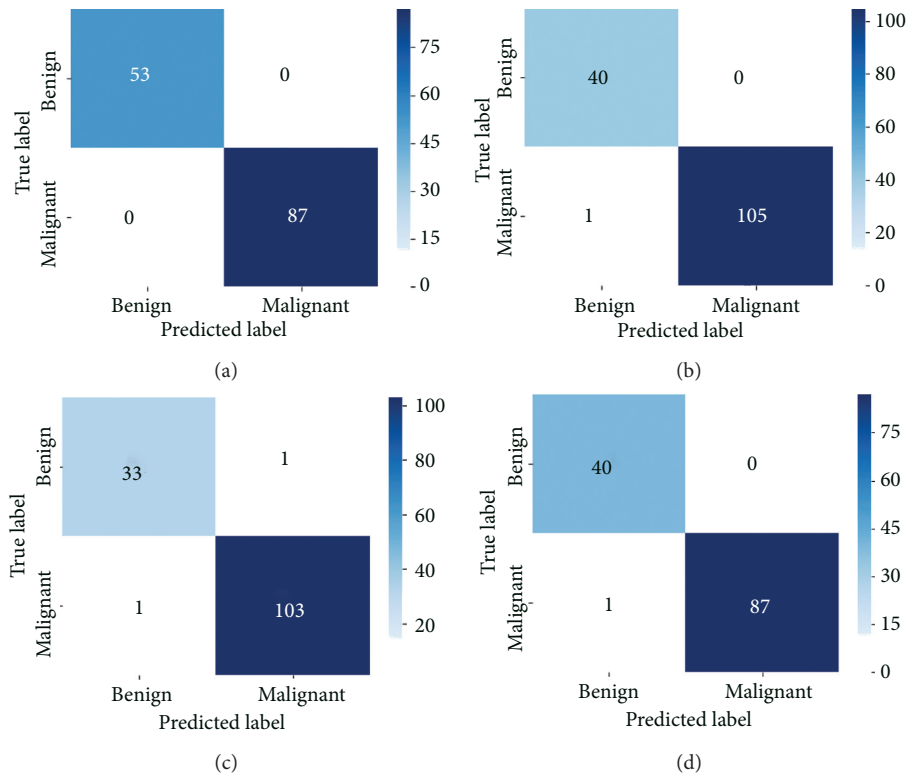 True label
Benign
Malignant
53
0
0
87
Benign
Malignant
Predicted label
75
60
45
30
15
0
(a)
True label
Benign
Malignant
40
0
1
105
Benign
Malignant
Predicted label
100
80
60
40
20
0
(b)
True label
Benign
Malignant
33
1
1
103
Benign
Malignant
Predicted label
100
80
60
40
20
(c)
True label
Benign
Malignant
40
0
1
87
Benign
Malignant
Predicted label
75
60
45
30
15
0
(d)